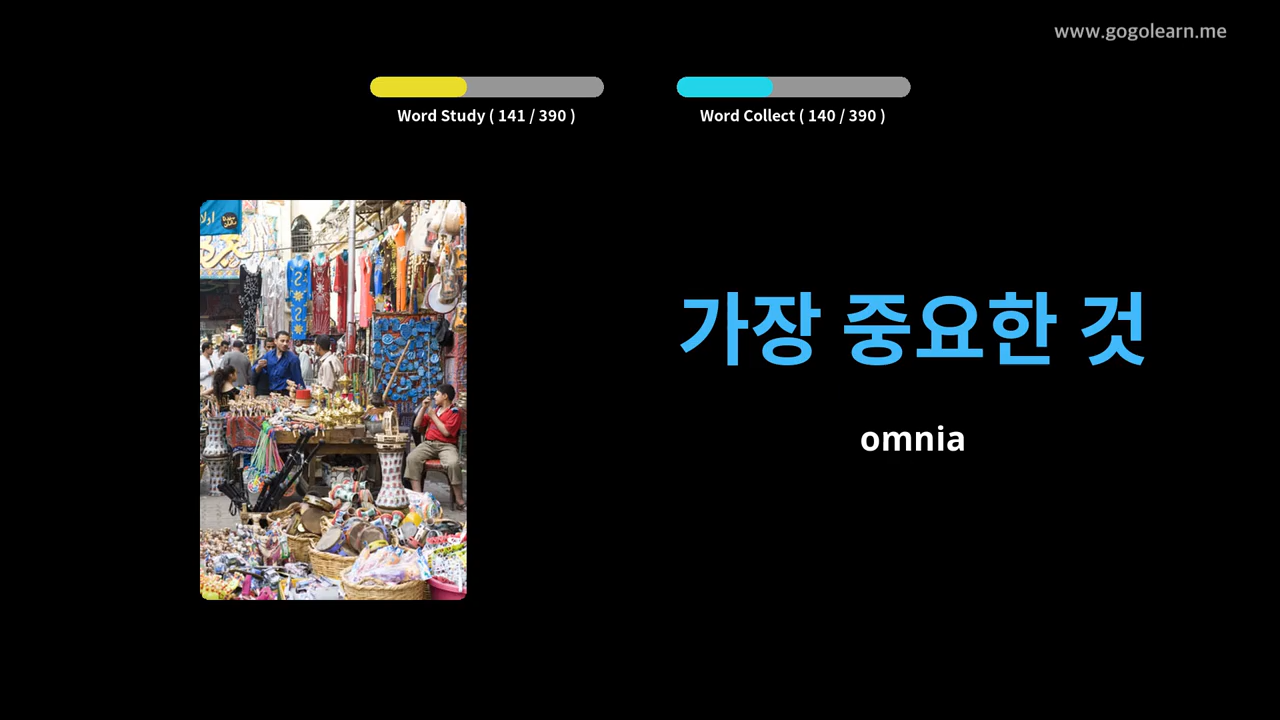 www.gogolearn.me
Word Study ( 141 / 390 )
Word Collect ( 140 / 390 )
가장 중요한 것
omnia